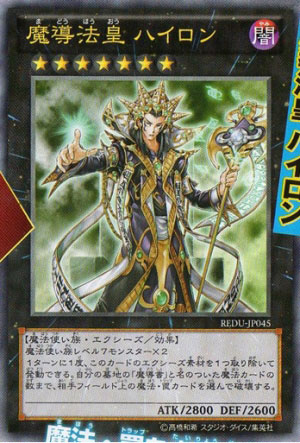 魔導法皇 ハイロン
闇
REDU-JP045
【魔法使い族・エクシーズ/効果】
魔法使い族レベル7モンスター×2
1ターンに1度、このカードのエクシーズ素材を1つ取り除いて
発動できる。自分の墓地の「魔導書」と名のついた魔法カードの
数まで、相手フィールド上の魔法・罠カードを選んで破壊する。
ATK/2800 DEF/2600
©高橋和希 スタジオ・ダイス/集英社
皇 ハイロン